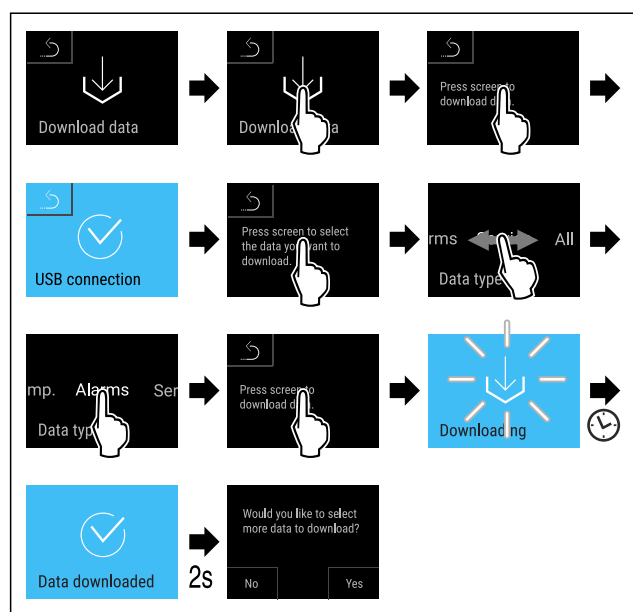 Download data
Downloa a
Press screen to
download d .
USB connection
Press screen to select
the data you want to
download.
rms S i All
Data type
mp. Alarms Ser
Data typ
Press screen to
download d .
Downloading
Data downloaded
2s
Would you like to select
more data to download?
No Yes